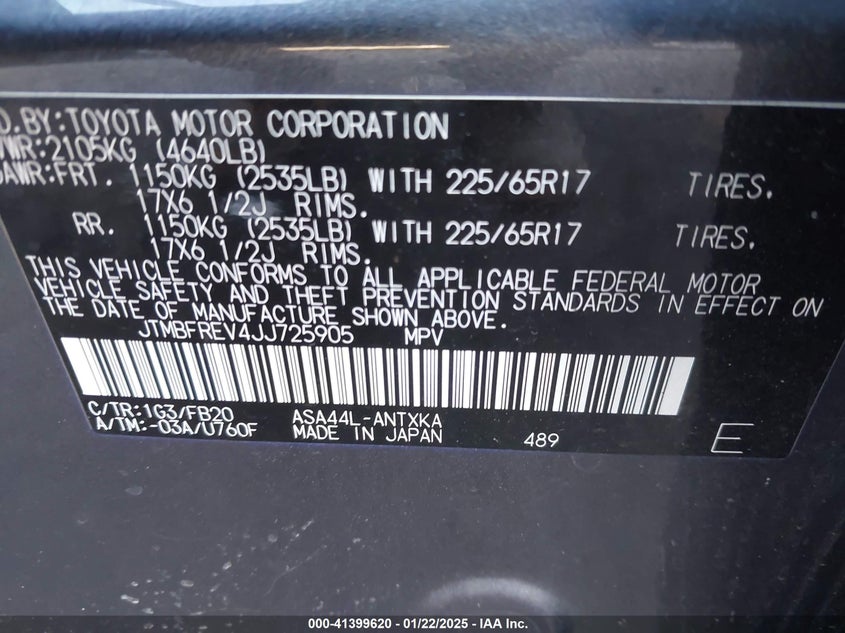 D.BY:TOYOTA MOTOR CORPORATION
VWR:2105KG (4640LB)
GAWR:FRT. 1150KG (2535LB) WITH 225/65R17 TIRES.
17X6 1/2J RIMS.
RR. 1150KG (2535LB) WITH 225/65R17 TIRES.
17X6 1/2J RIMS.
THIS VEHICLE CONFORMS TO ALL APPLICABLE FEDERAL MOTOR
VEHICLE SAFETY AND THEFT PREVENTION STANDARDS IN EFFECT ON
THE DATE OF MANUFACTURE SHOWN ABOVE.
JTMBFREV4JJ725905 MPV
C/TR:1G3/FB20 ASA44L-ANTXKA
A/TM:-03A/U760F MADE IN JAPAN 489 E
000-41399620 - 01/22/2025 - IAA Inc.